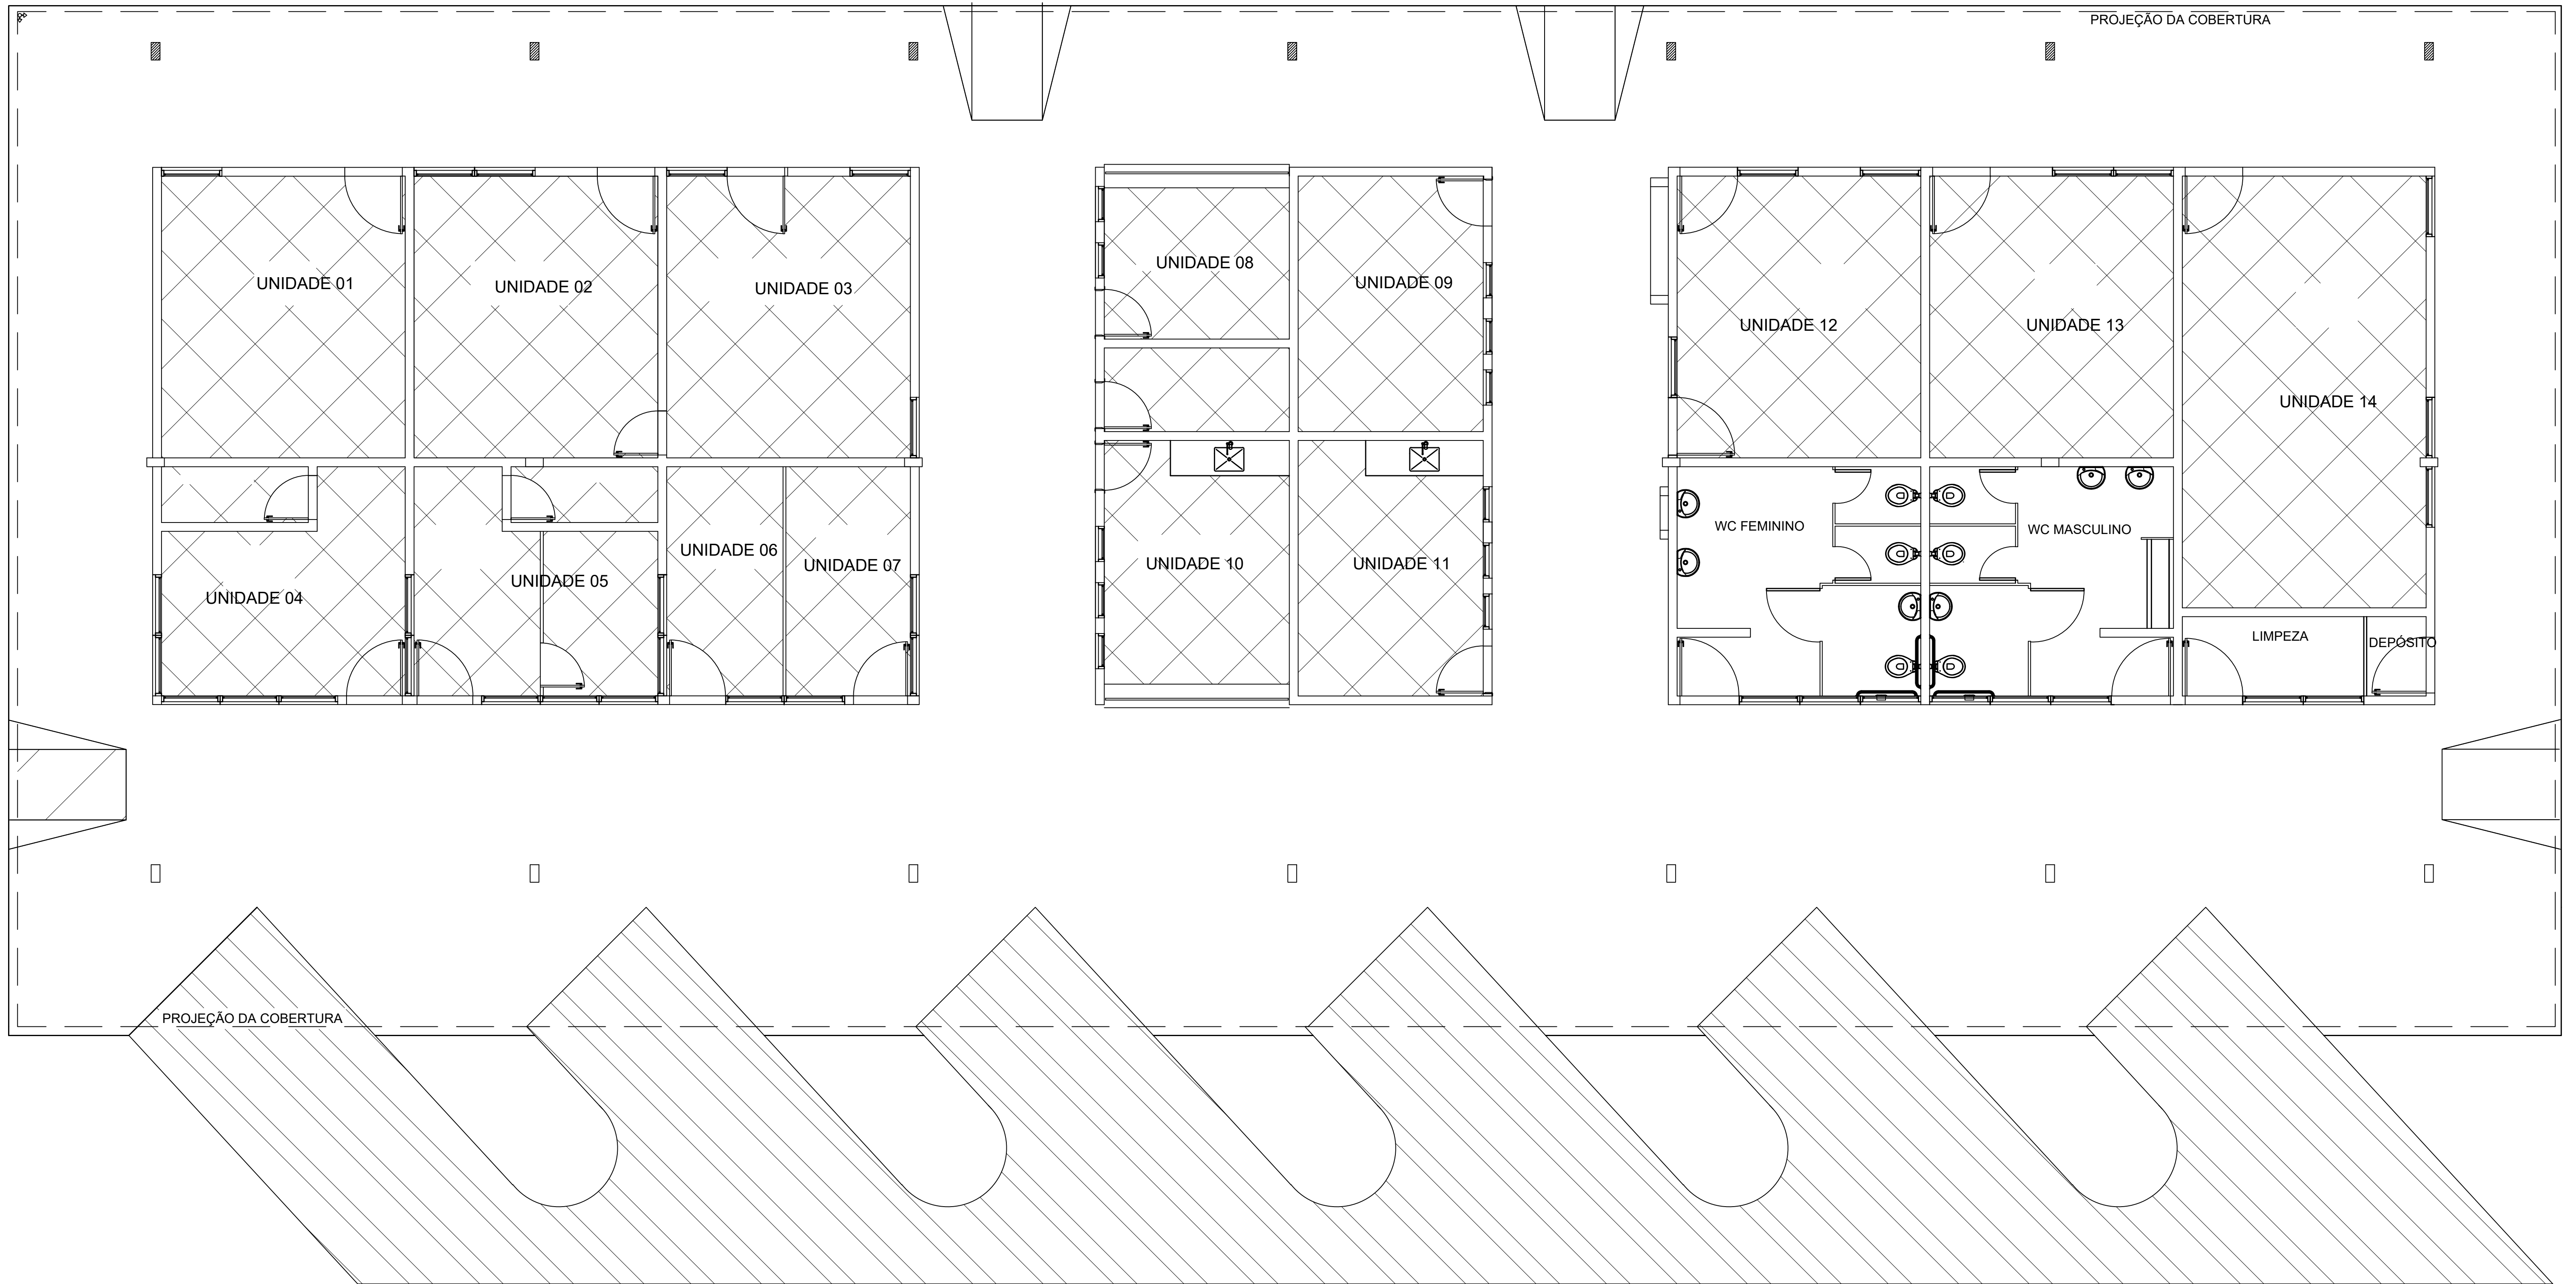 PROJEÇÃO DA COBERTURA
UNIDADE 01
UNIDADE 02
UNIDADE 03
UNIDADE 08
UNIDADE 09
UNIDADE 12
UNIDADE 13
UNIDADE 14
UNIDADE 04
UNIDADE 05
UNIDADE 06
UNIDADE 07
UNIDADE 10
UNIDADE 11
WC FEMININO
WC MASCULINO
LIMPEZA
DEPÓSITO
PROJEÇÃO DA COBERTURA